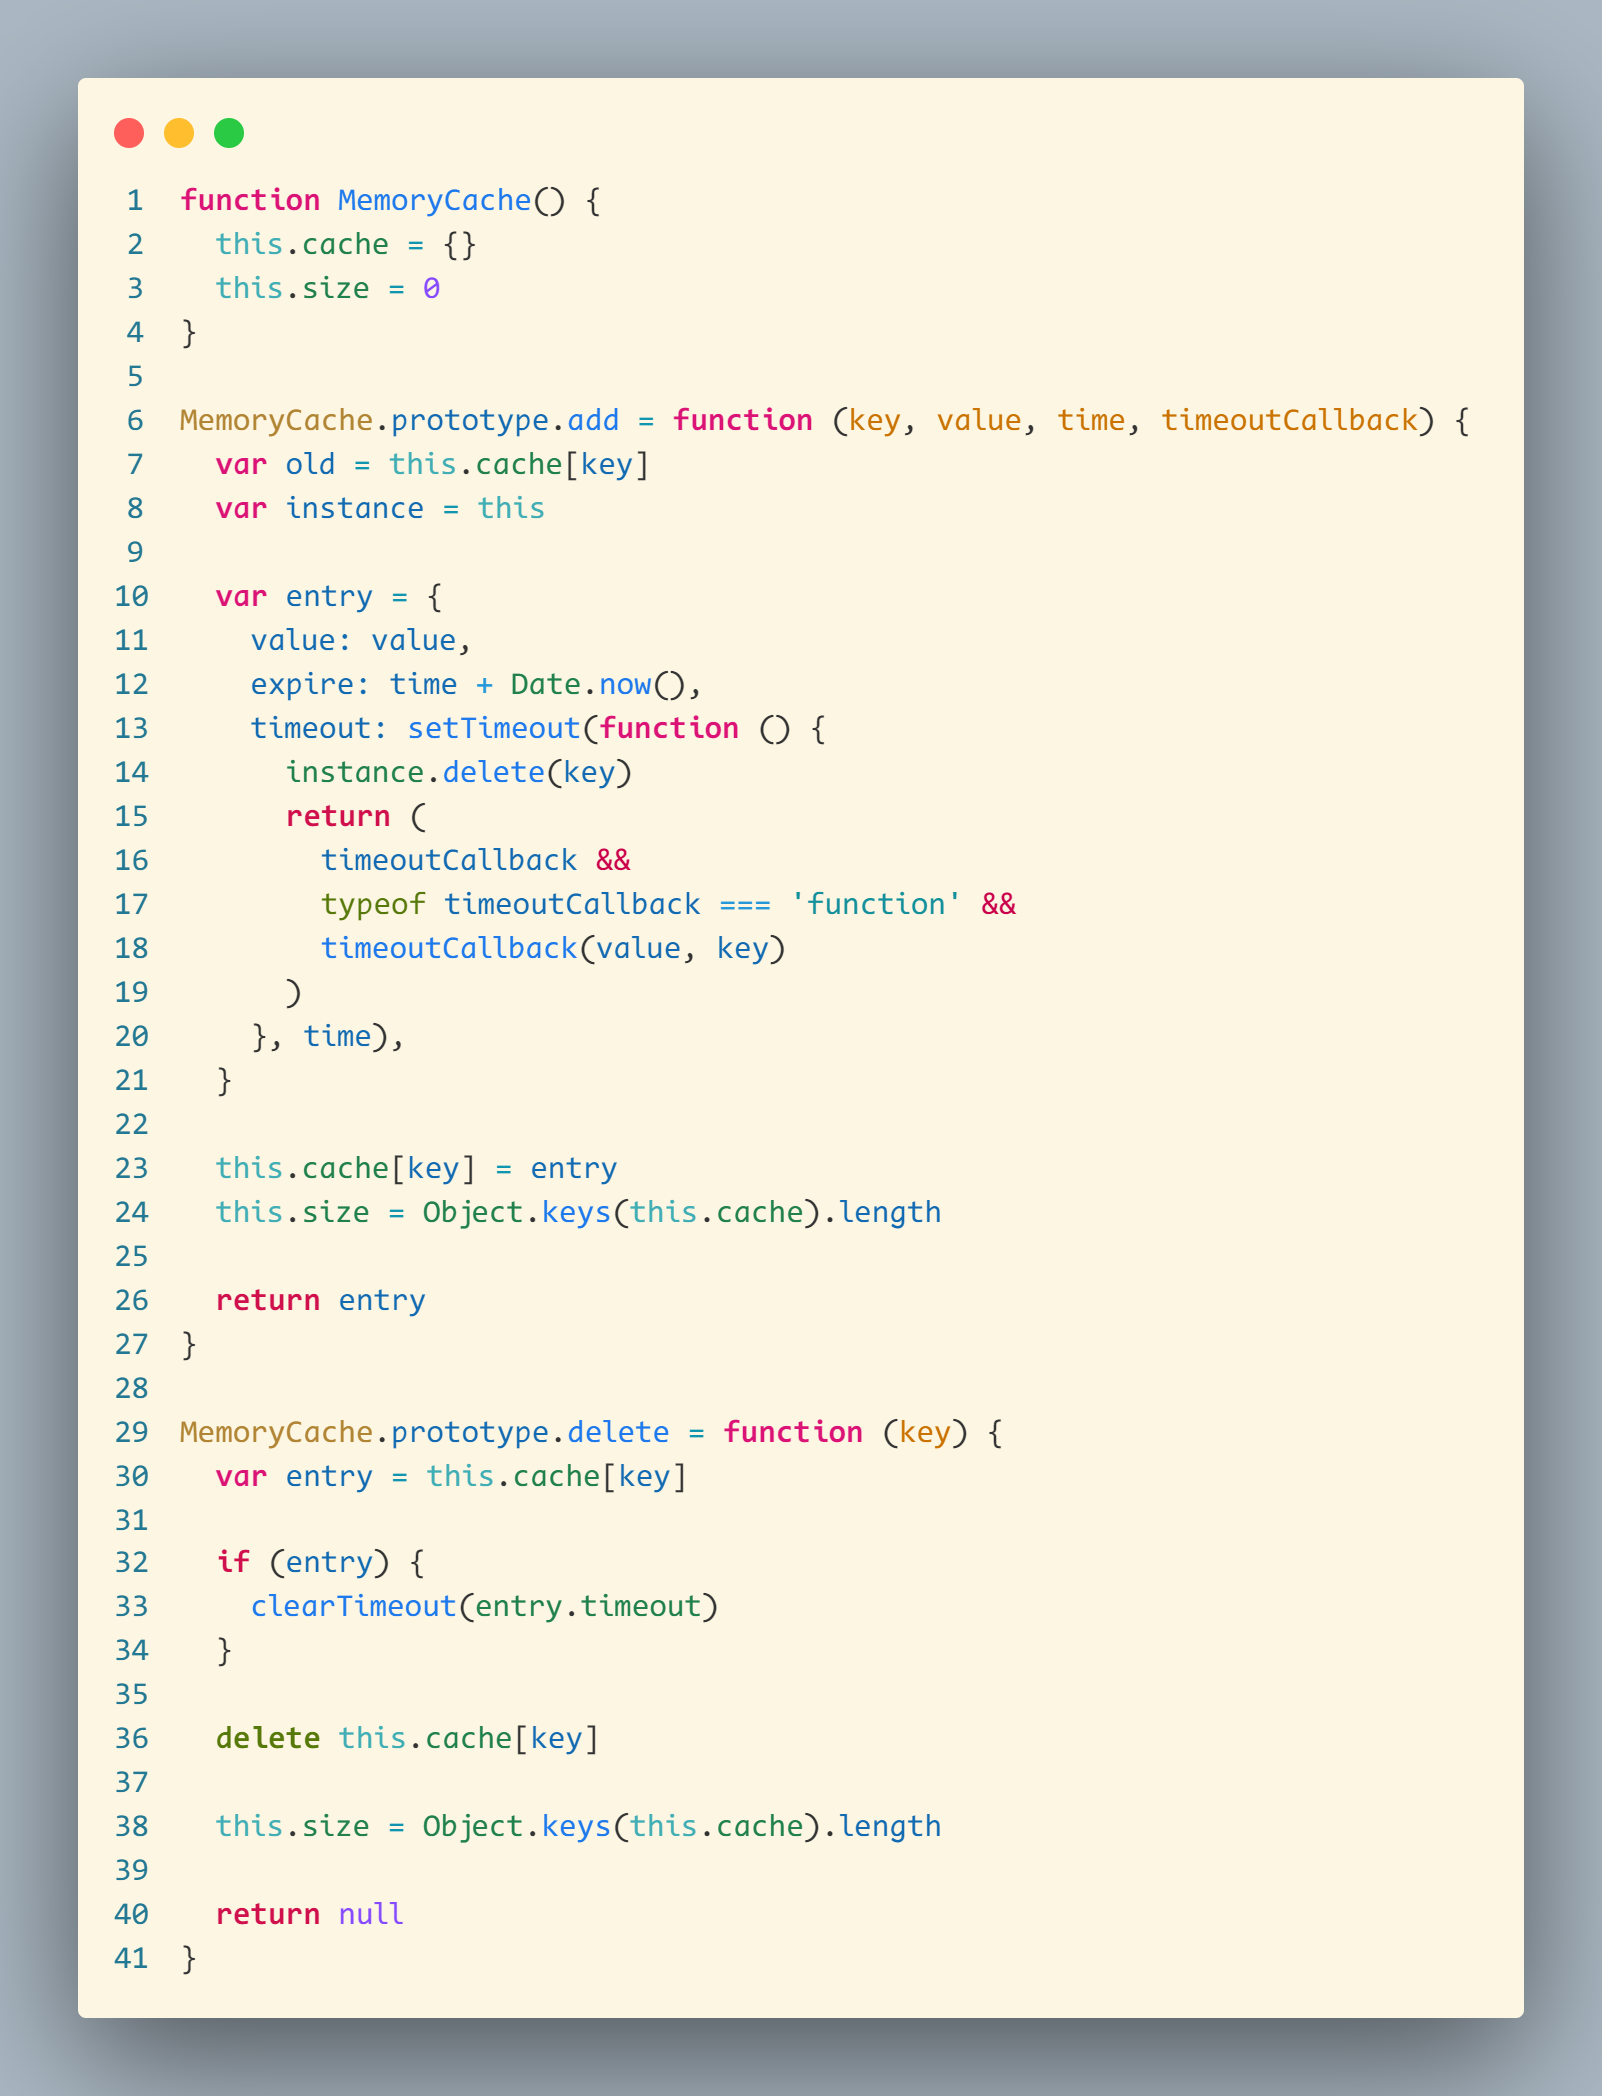 1 function MemoryCache() {
2   this.cache = {}
3   this.size = 0
4 }
5
6 MemoryCache.prototype.add = function (key, value, time, timeoutCallback) {
7   var old = this.cache[key]
8   var instance = this
9
10   var entry = {
11     value: value,
12     expire: time + Date.now(),
13     timeout: setTimeout(function () {
14       instance.delete(key)
15       return (
16         timeoutCallback &&
17         typeof timeoutCallback === 'function' &&
18         timeoutCallback(value, key)
19       )
20     }, time),
21   }
22
23   this.cache[key] = entry
24   this.size = Object.keys(this.cache).length
25
26   return entry
27 }
28
29 MemoryCache.prototype.delete = function (key) {
30   var entry = this.cache[key]
31
32   if (entry) {
33     clearTimeout(entry.timeout)
34   }
35
36   delete this.cache[key]
37
38   this.size = Object.keys(this.cache).length
39
40   return null
41 }